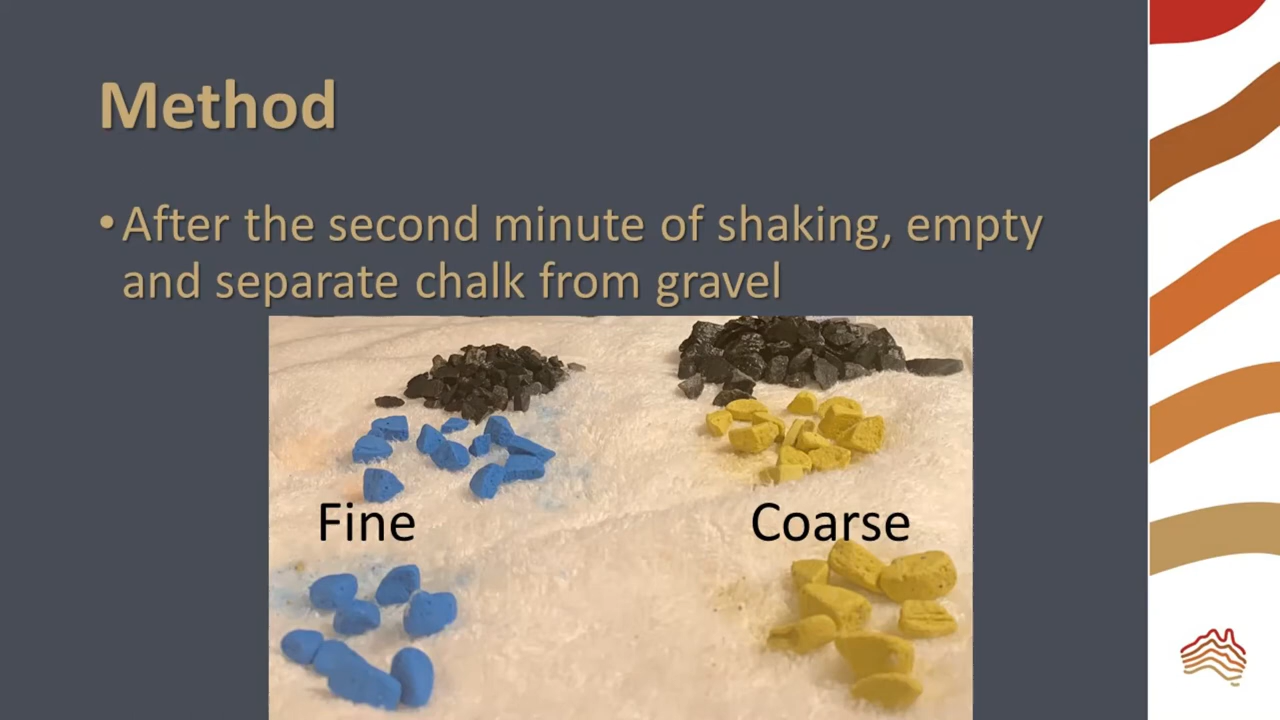 Method
•After the second minute of shaking, empty
and separate chalk from gravel
Fine
Coarse